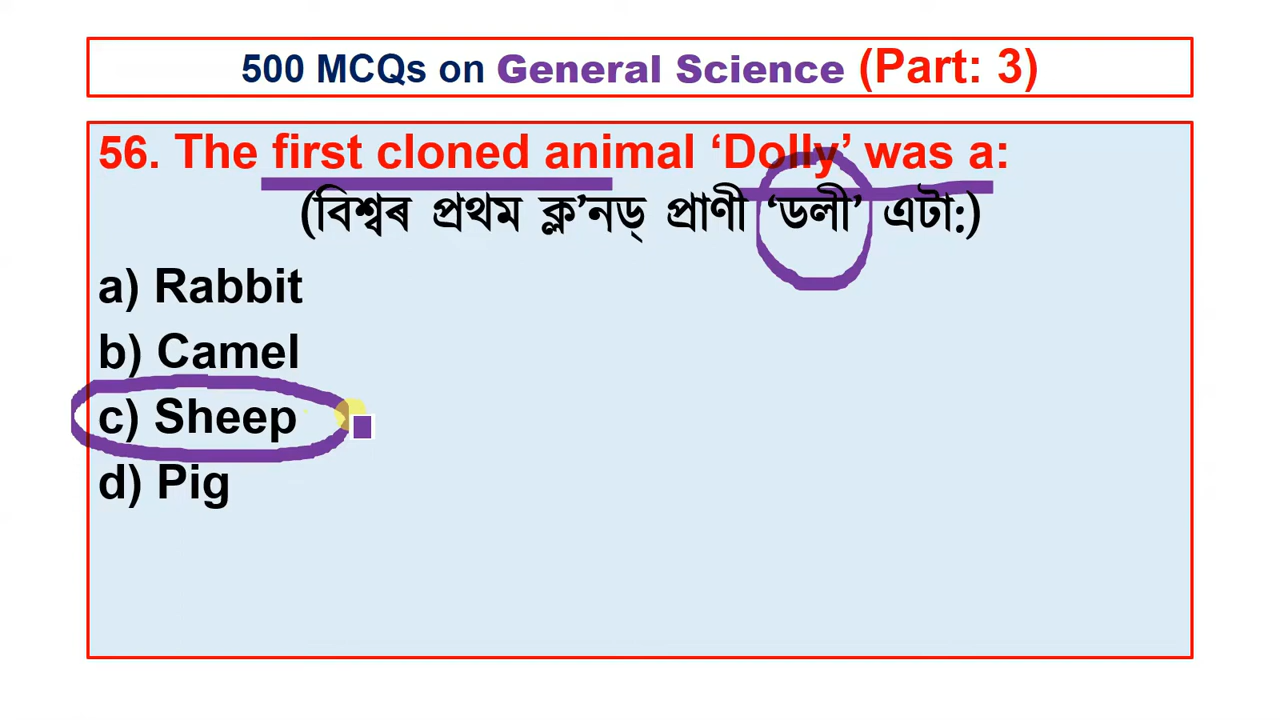 500 MCQs on General Science (Part: 3)
56. The first cloned animal ‘Dolly’ was a:
(বিশ্বৰ প্ৰথম ক্ল’নড্ প্ৰাণী ‘ডলী’ এটা:)
a) Rabbit
b) Camel
c) Sheep
d) Pig